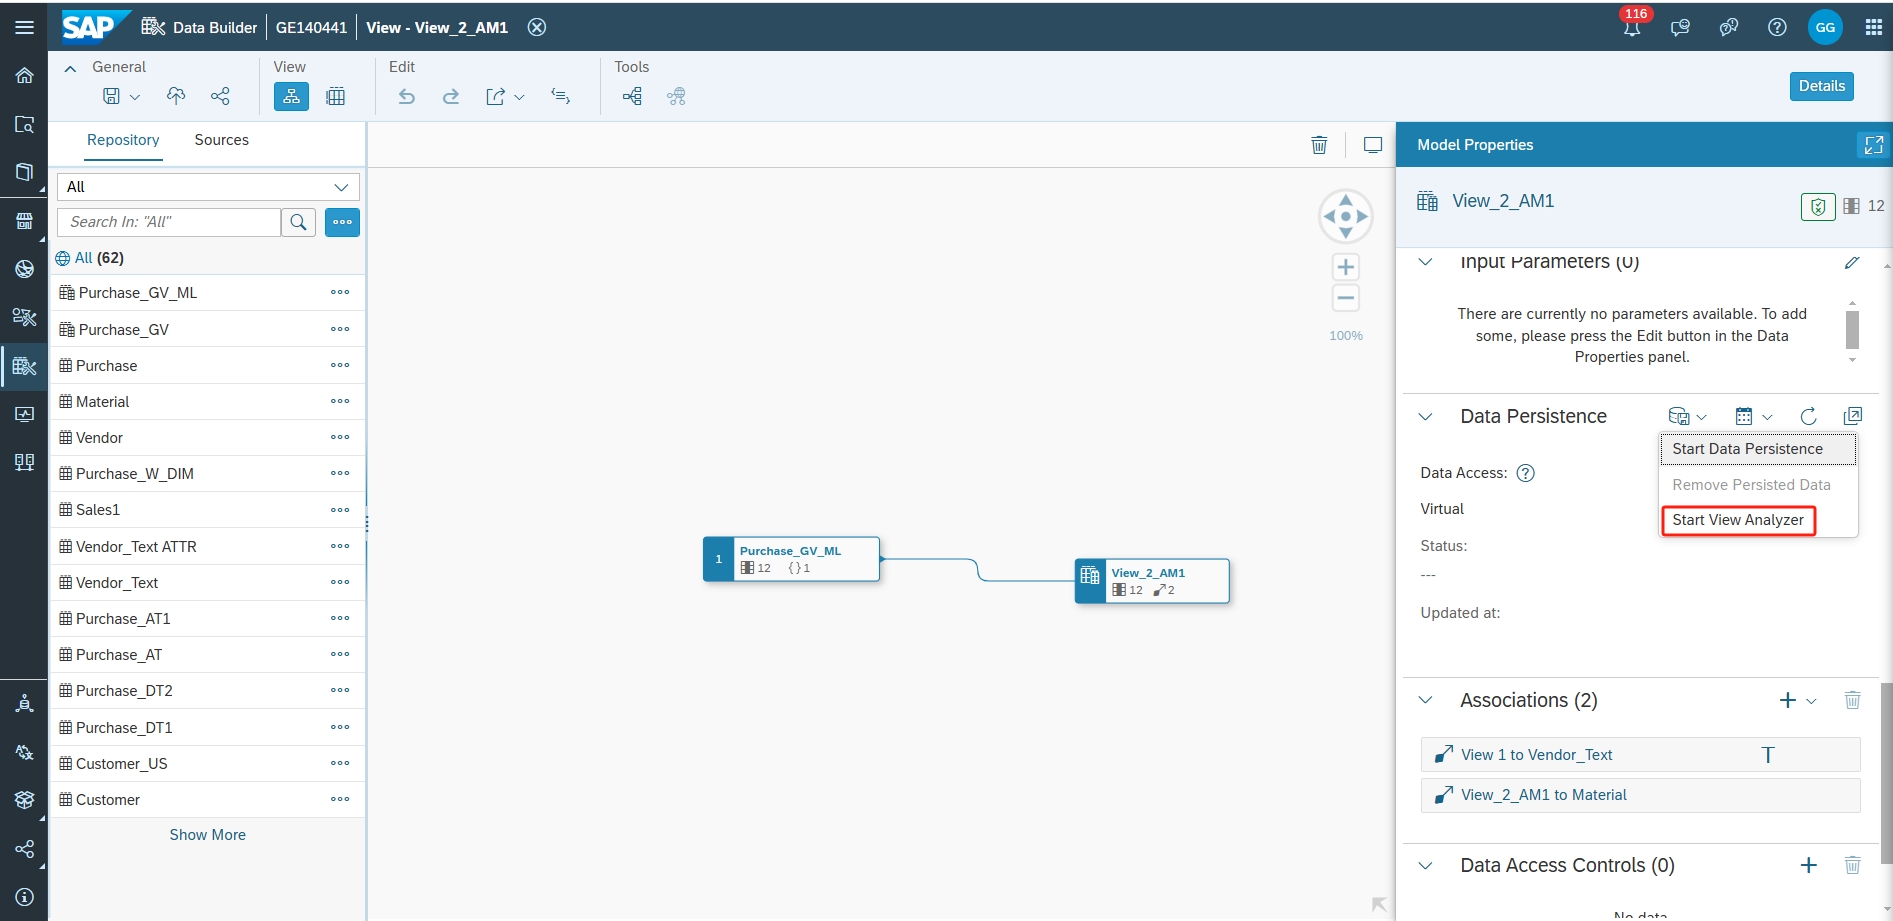 SAP
Data Builder
GE140441
View - View_2_AM1
116
GG
General
View
Edit
Tools
Details
Repository
Sources
All
Search In: "All"
All (62)
Purchase_GV_ML
Purchase_GV
Purchase
Material
Vendor
Purchase_W_DIM
Sales1
Vendor_Text ATTR
Vendor_Text
Purchase_AT1
Purchase_AT
Purchase_DT2
Purchase_DT1
Customer_US
Customer
Show More
100%
1
Purchase_GV_ML
12 {} 1
View_2_AM1
12 2
Model Properties
View_2_AM1
12
Input Parameters (0)
There are currently no parameters available. To add
some, please press the Edit button in the Data
Properties panel.
Data Persistence
Start Data Persistence
Remove Persisted Data
Start View Analyzer
Data Access:
Virtual
Status:
---
Updated at:
Associations (2)
View 1 to Vendor_Text
T
View_2_AM1 to Material
Data Access Controls (0)
No data